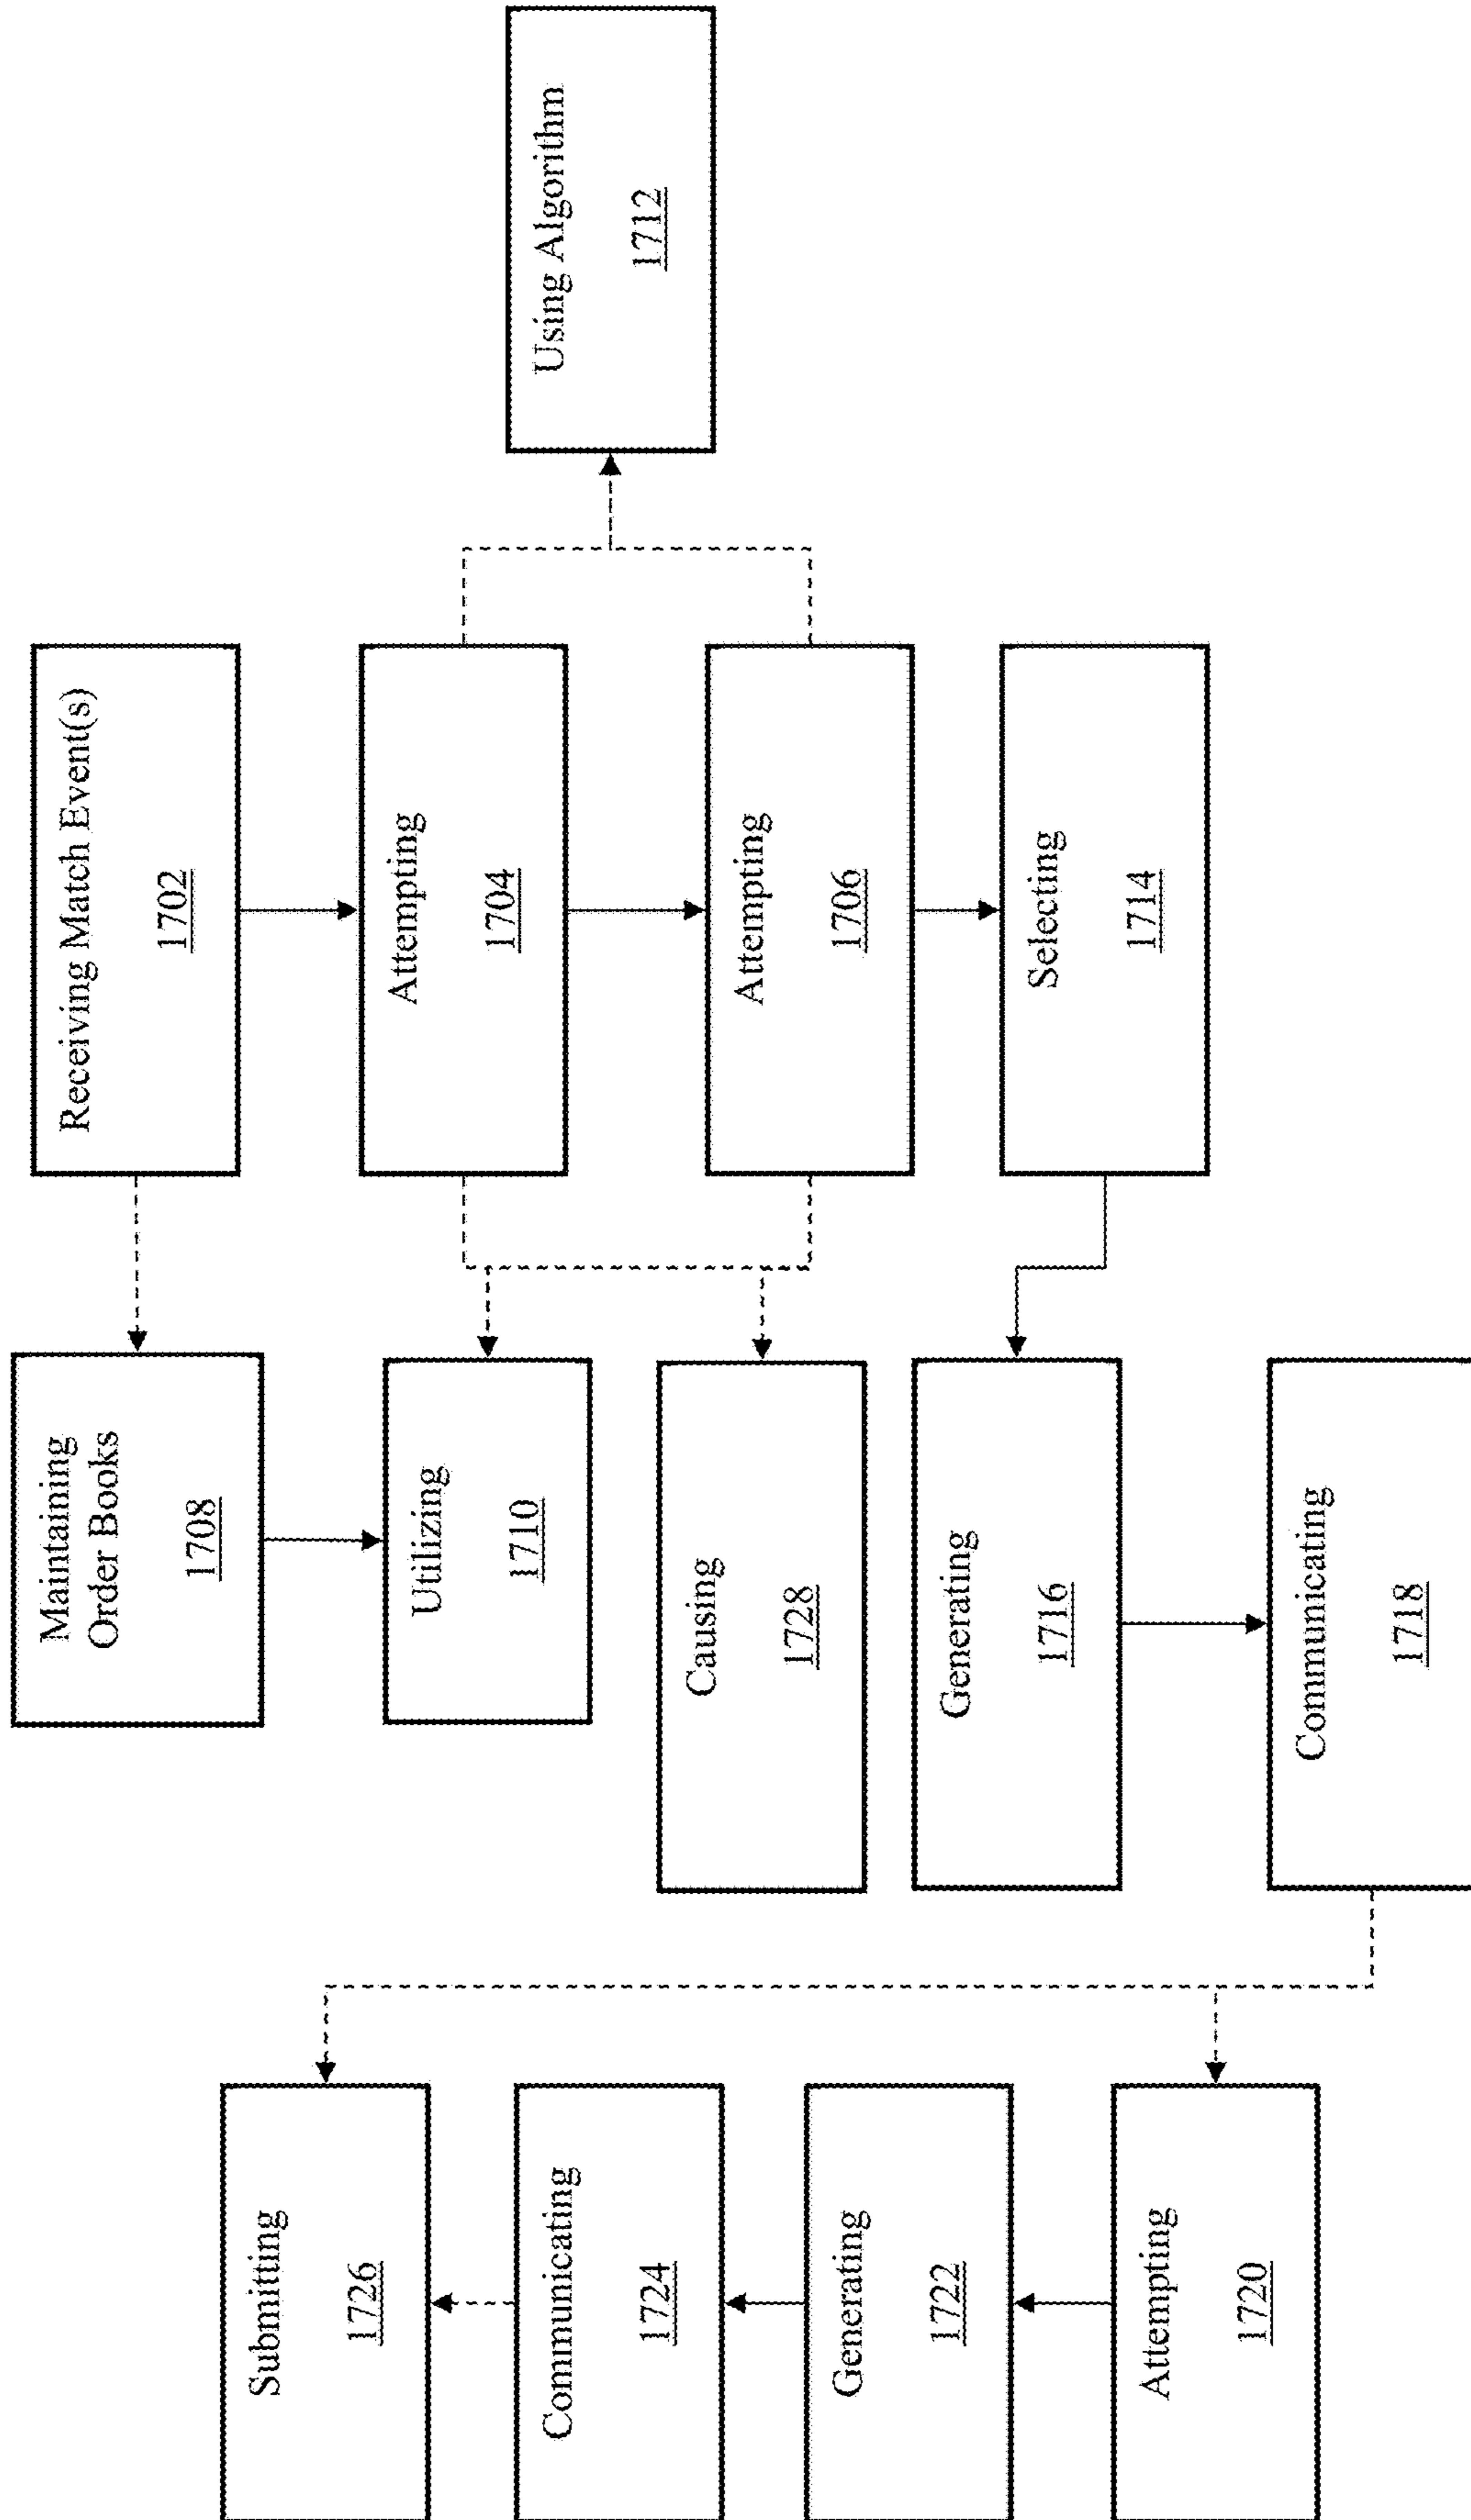 Submitting
1726
Communicating
1724
Generating
1722
Attempting
1720
Maintaining
Order Books
1708
Utilizing
1710
Causing
1728
Generating
1716
Communicating
1718
Receiving Match Event(s)
1702
Attempting
1704
Attempting
1706
Selecting
1714
Using Algorithm
1712